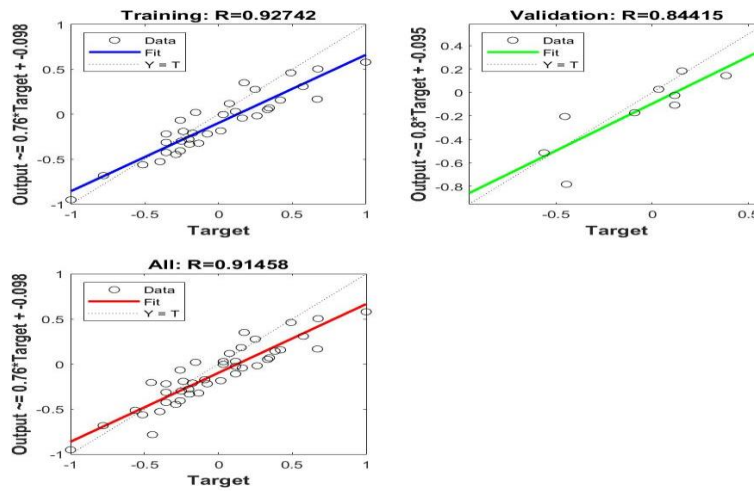 Training: R=0.92742
Output ~= 0.76*Target + -0.098
1
0.5
0
-0.5
-1
Data
Fit
Y = T
-1
-0.5
0
0.5
1
Target
Validation: R=0.84415
Output ~= 0.8*Target + -0.095
0.4
0.2
0
-0.2
-0.4
-0.6
-0.8
Data
Fit
Y = T
-0.5
0
0.5
Target
All: R=0.91458
Output ~= 0.76*Target + -0.098
1
0.5
0
-0.5
-1
Data
Fit
Y = T
-1
-0.5
0
0.5
1
Target